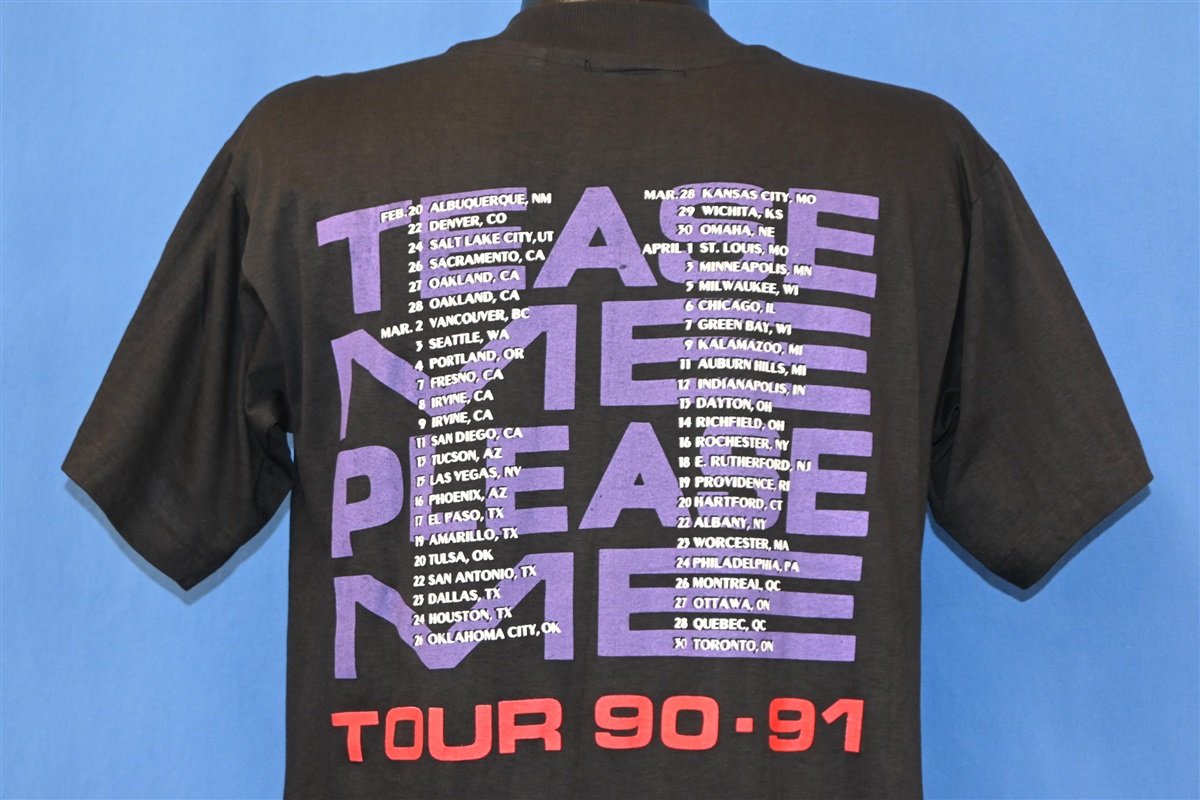 TEASE
ME
PLEASE
ME
FEB. 20 ALBUQUERQUE, NM
22 DENVER, CO
24 SALT LAKE CITY, UT
26 SACRAMENTO, CA
27 OAKLAND, CA
28 OAKLAND, CA
MAR. 2 VANCOUVER, BC
3 SEATTLE, WA
4 PORTLAND, OR
7 FRESNO, CA
8 IRVINE, CA
9 IRVINE, CA
11 SAN DIEGO, CA
13 TUCSON, AZ
15 LAS VEGAS, NV
16 PHOENIX, AZ
17 EL PASO, TX
19 AMARILLO, TX
20 TULSA, OK
22 SAN ANTONIO, TX
23 DALLAS, TX
24 HOUSTON, TX
26 OKLAHOMA CITY, OK
MAR. 28 KANSAS CITY, MO
29 WICHITA, KS
30 OMAHA, NE
APRIL 1 ST. LOUIS, MO
3 MINNEAPOLIS, MN
5 MILWAUKEE, WI
6 CHICAGO, IL
7 GREEN BAY, WI
9 KALAMAZOO, MI
11 AUBURN HILLS, MI
12 INDIANAPOLIS, IN
13 DAYTON, OH
14 RICHFIELD, OH
16 ROCHESTER, NY
18 E. RUTHERFORD, NJ
19 PROVIDENCE, RI
20 HARTFORD, CT
22 ALBANY, NY
23 WORCESTER, MA
24 PHILADELPHIA, PA
26 MONTREAL, QC
27 OTTAWA, ON
28 QUEBEC, QC
30 TORONTO, ON
TOUR 90-91